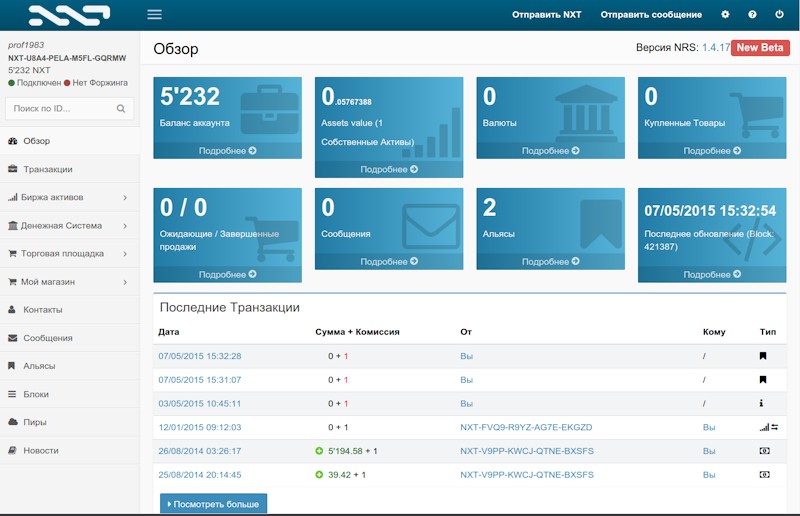 Отправить NXT Отправить сообщение
prof1983
NXT-U8A4-PELA-M5FL-GQRMW
5'232 NXT
Подключен Нет Форжинга
Поиск по ID...
Обзор
Транзакции
Биржа активов
Денежная Система
Торговая площадка
Мой магазин
Контакты
Сообщения
Альясы
Блоки
Пиры
Новости
Обзор
Версия NRS: 1.4.17 New Beta
5'232
Баланс аккаунта
Подробнее
0.05767388
Assets value (1
Собственные Активы)
Подробнее
0
Валюты
Подробнее
0
Купленные Товары
Подробнее
0 / 0
Ожидающие / Завершенные
продажи
Подробнее
0
Сообщения
Подробнее
2
Альясы
Подробнее
07/05/2015 15:32:54
Последнее обновление (Block:
421387)
Подробнее
Последние Транзакции
Дата Сумма + Комиссия От Кому Тип
07/05/2015 15:32:28 0 + 1 Вы /
07/05/2015 15:31:07 0 + 1 Вы /
03/05/2015 10:45:11 0 + 1 Вы /
12/01/2015 09:12:03 0 + 1 NXT-FVQ9-R9YZ-AG7E-EKGZD Вы
26/08/2014 03:26:17 5'194.58 + 1 NXT-V9PP-KWCJ-QTNE-BXSFS Вы
25/08/2014 20:14:45 39.42 + 1 NXT-V9PP-KWCJ-QTNE-BXSFS Вы
Посмотреть больше